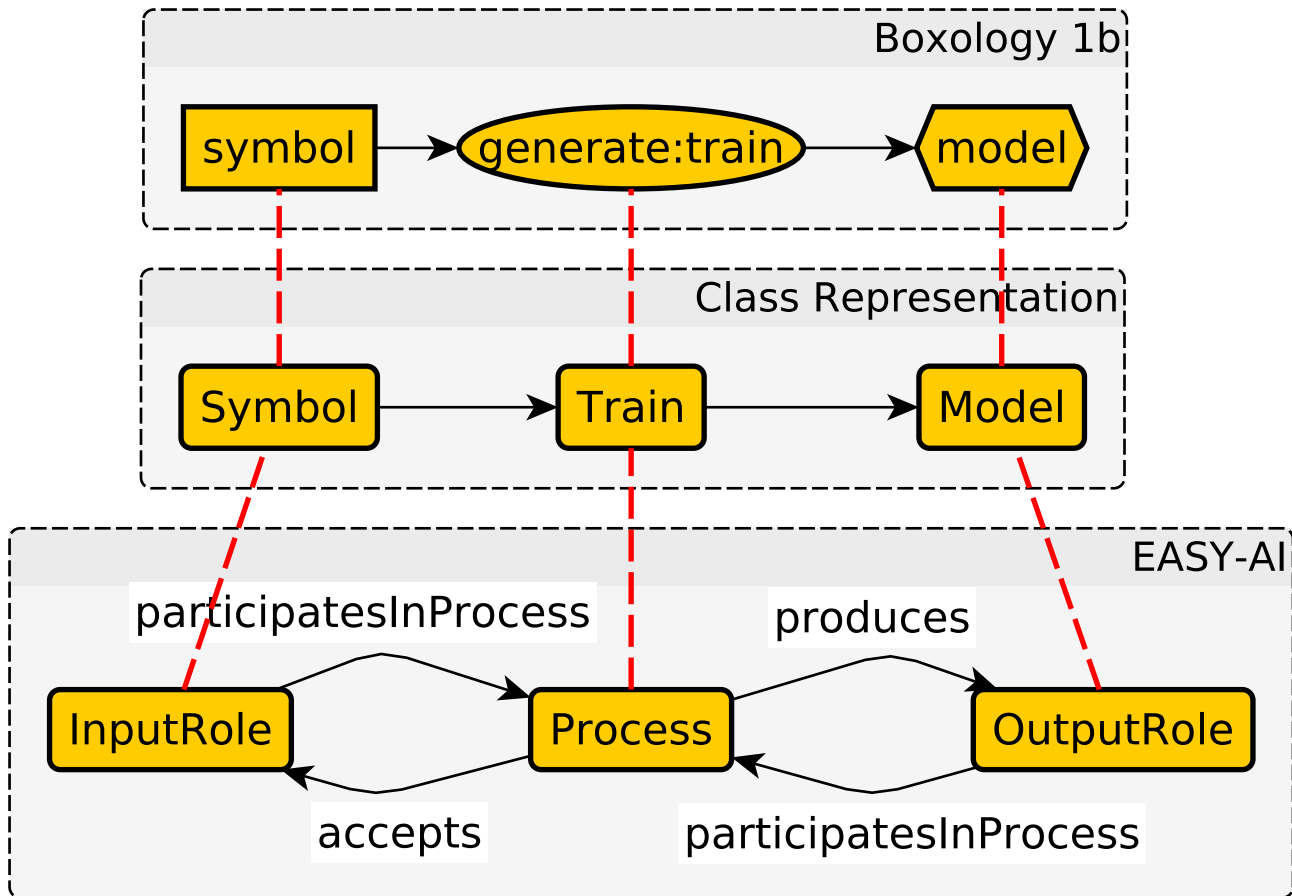 Boxology 1b
symbol
generate:train
model
Class Representation
Symbol
Train
Model
EASY-AI
participatesInProcess
produces
InputRole
Process
OutputRole
accepts
participatesInProcess